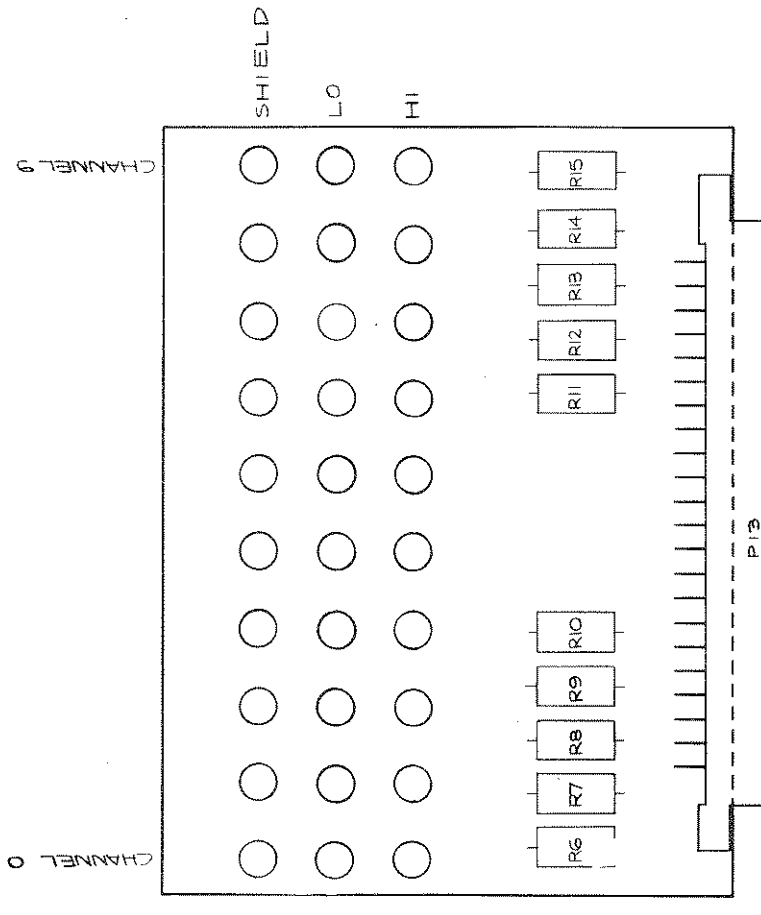 SHIELD
LO
HI
CHANNEL 9
R15
R14
R13
R12
R11
R10
R9
R8
R7
R6
P13
CHANNEL 0